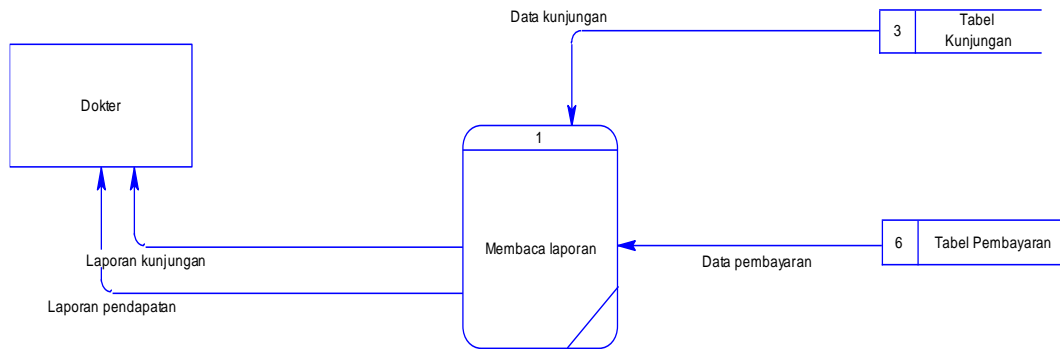 Data kunjungan
3
Tabel
Kunjungan
Dokter
1
Membaca laporan
6
Tabel Pembayaran
Data pembayaran
Laporan kunjungan
Laporan pendapatan